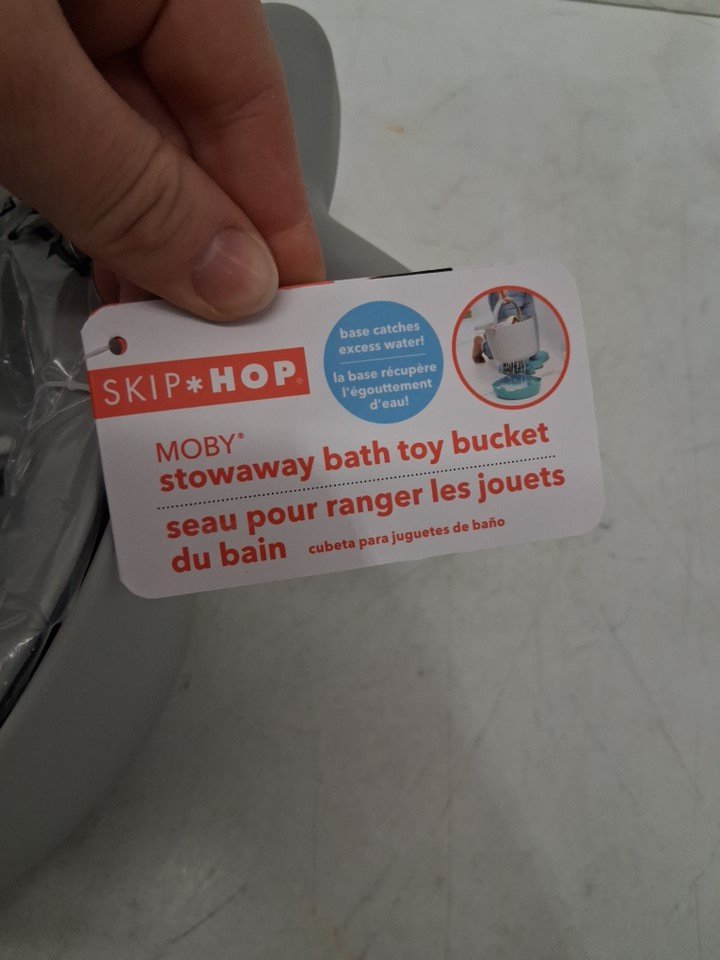 SKIP*HOP®
base catches
excess water!
la base récupère
l'égouttement
d'eau!
MOBY®
stowaway bath toy bucket
seau pour ranger les jouets
du bain cubeta para juguetes de baño